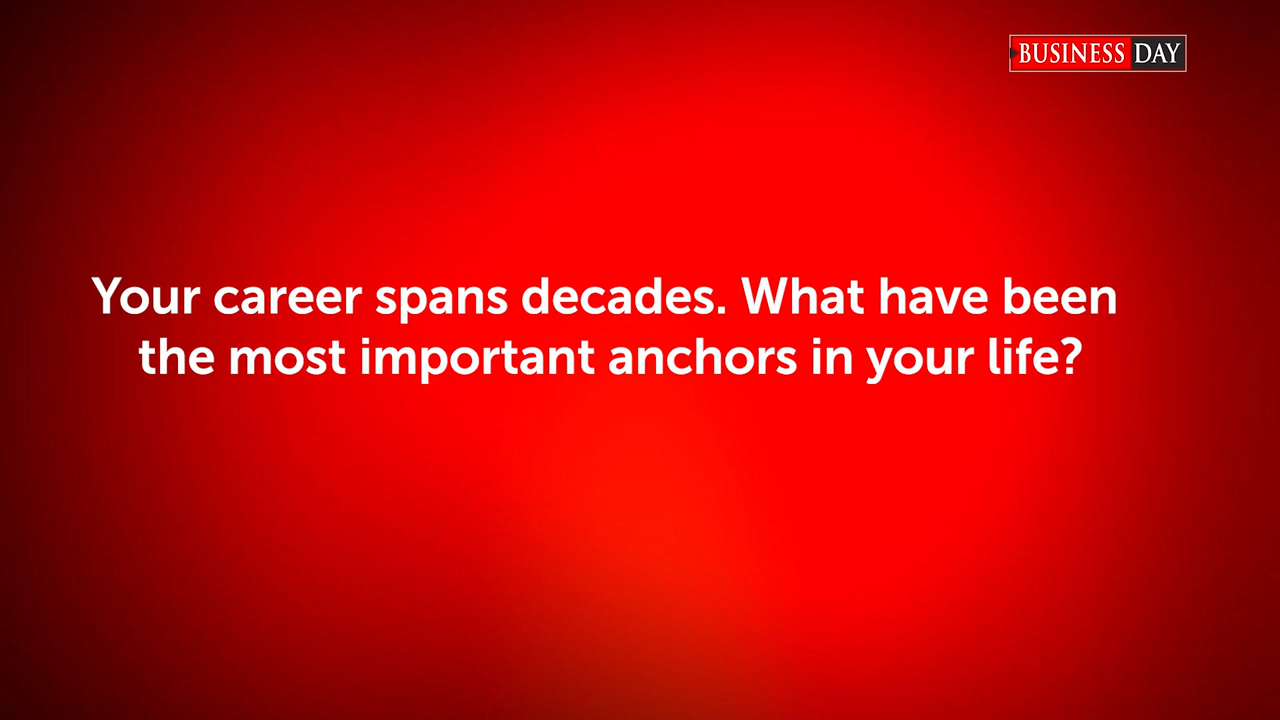 BUSINESS DAY
Your career spans decades. What have been
the most important anchors in your life?